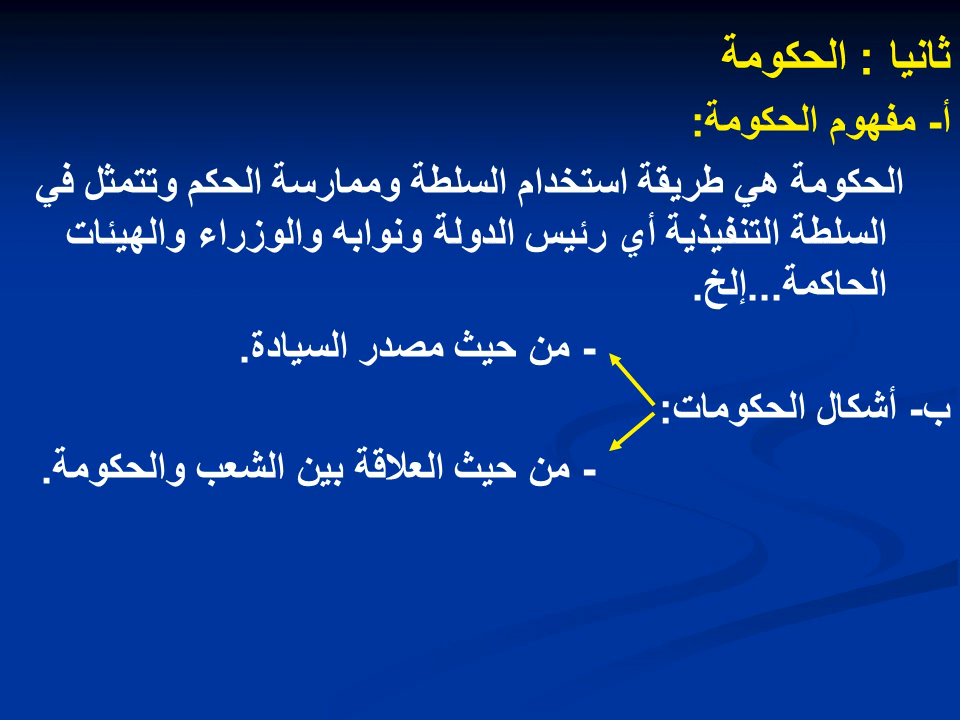 ثانيا : الحكومة
أ- مفهوم الحكومة:
الحكومة هي طريقة استخدام السلطة وممارسة الحكم وتتمثل في
السلطة التنفيذية أي رئيس الدولة ونوابه والوزراء والهيئات
الحاكمة...إلخ.
- من حيث مصدر السيادة.
ب- أشكال الحكومات:
- من حيث العلاقة بين الشعب والحكومة.